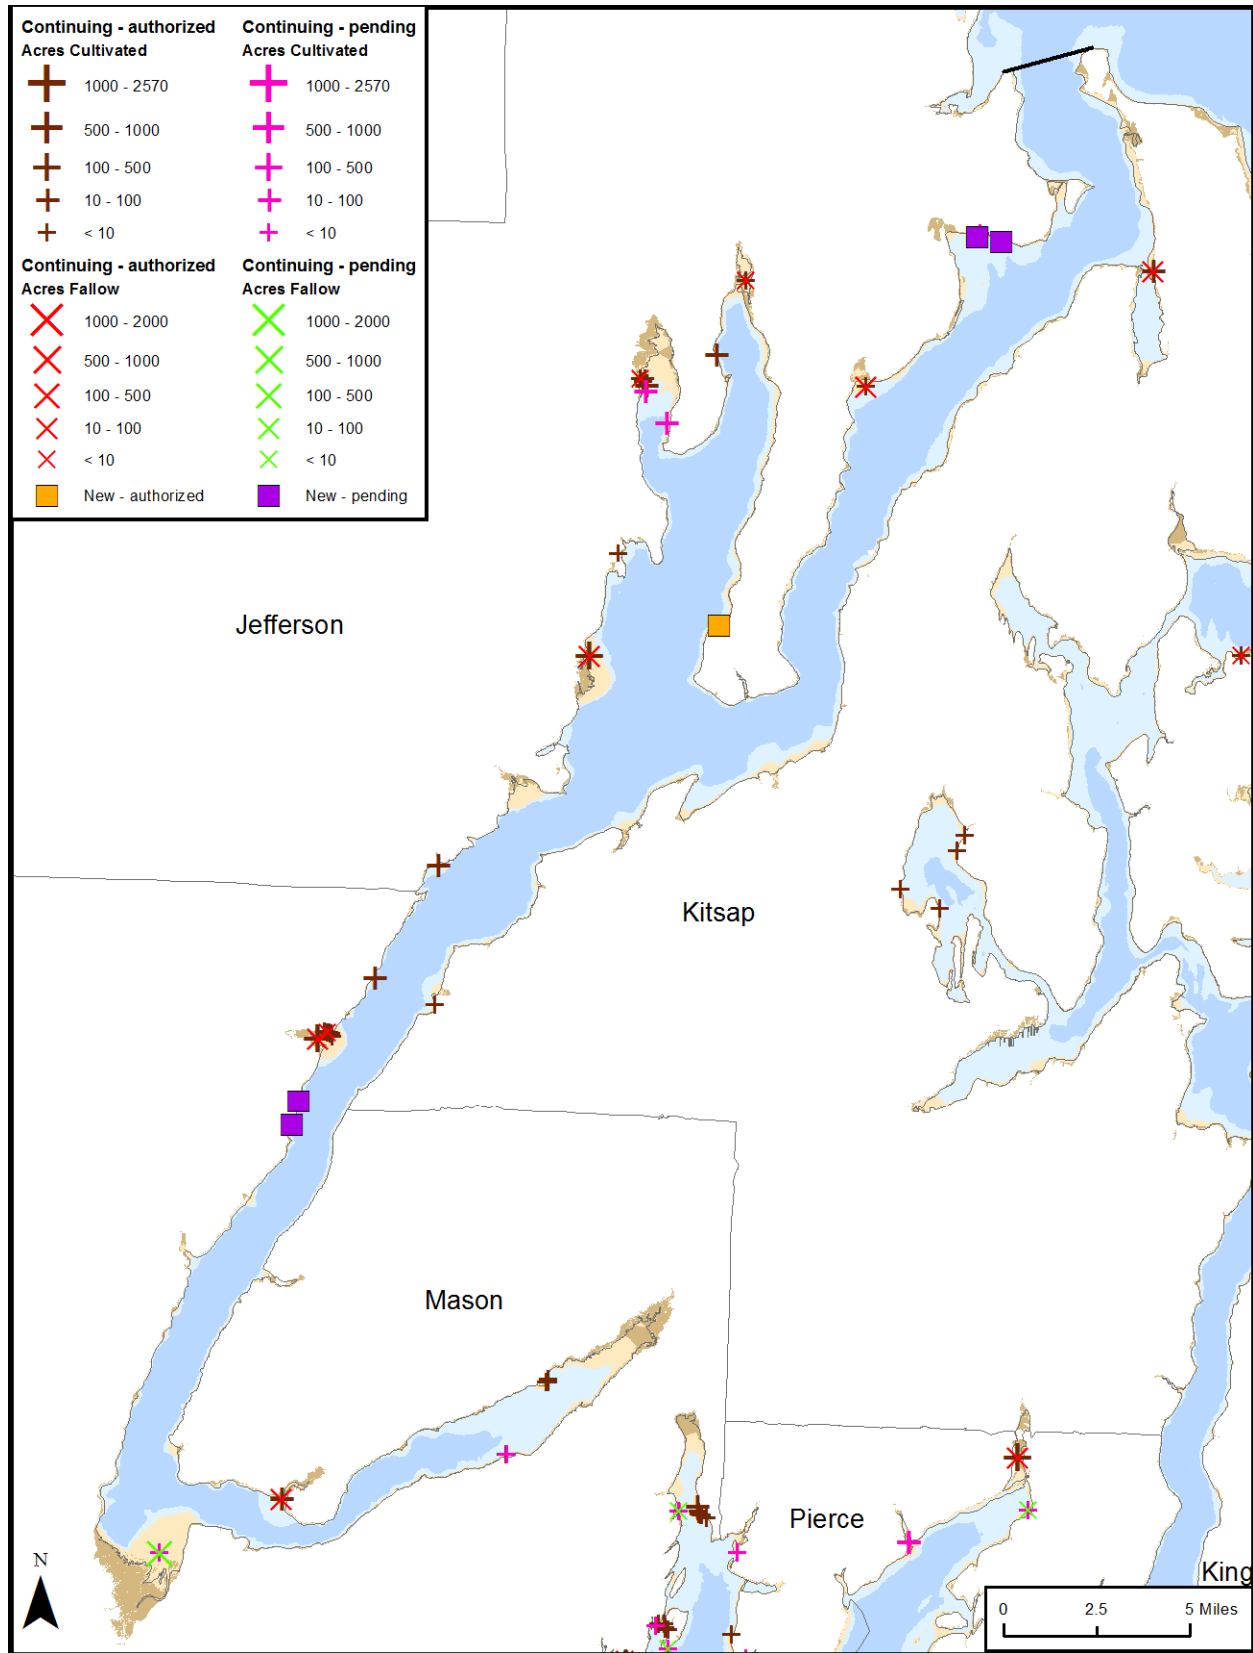 Continuing - authorized
Acres Cultivated
1000 - 2570
500 - 1000
100 - 500
10 - 100
< 10
Continuing - pending
Acres Cultivated
1000 - 2570
500 - 1000
100 - 500
10 - 100
< 10
Continuing - authorized
Acres Fallow
1000 - 2000
500 - 1000
100 - 500
10 - 100
< 10
New - authorized
Continuing - pending
Acres Fallow
1000 - 2000
500 - 1000
100 - 500
10 - 100
< 10
New - pending
Jefferson
Kitsap
Mason
Pierce
King
N
0 2.5 5 Miles